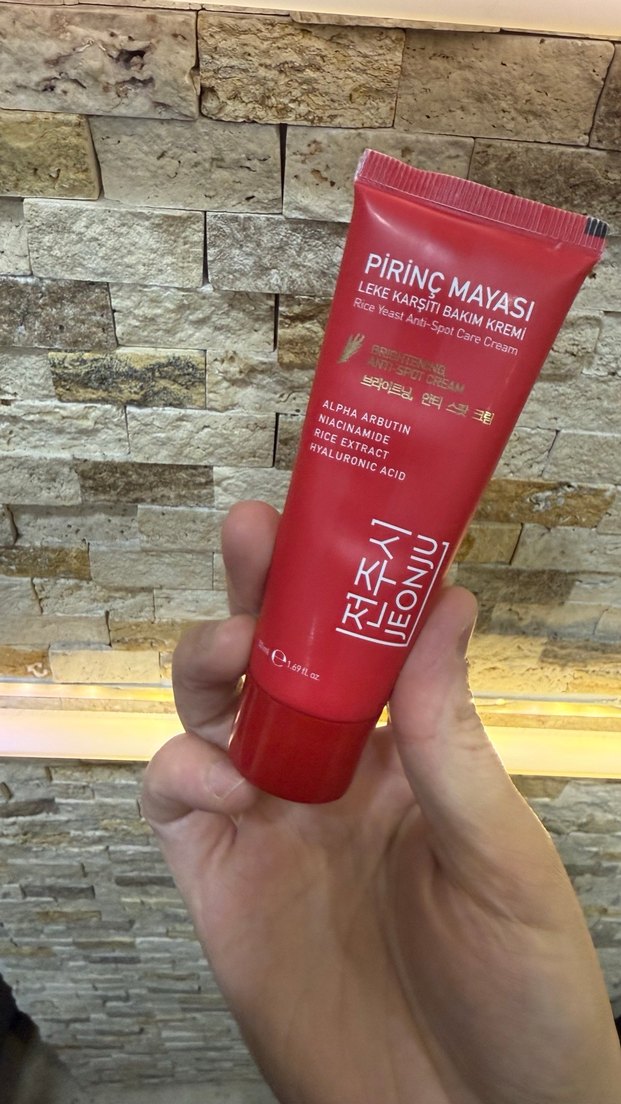 PİRİNÇ MAYASI
LEKE KARŞITI BAKIM KREMİ
Rice Yeast Anti-Spot Care Cream
BRIGHTENING,
ANTI-SPOT CREAM
브라이트닝, 안티 스팟 크림
ALPHA ARBUTIN
NIACINAMIDE
RICE EXTRACT
HYALURONIC ACID
전주시
JEONJU
℮ 1.69 fl. oz